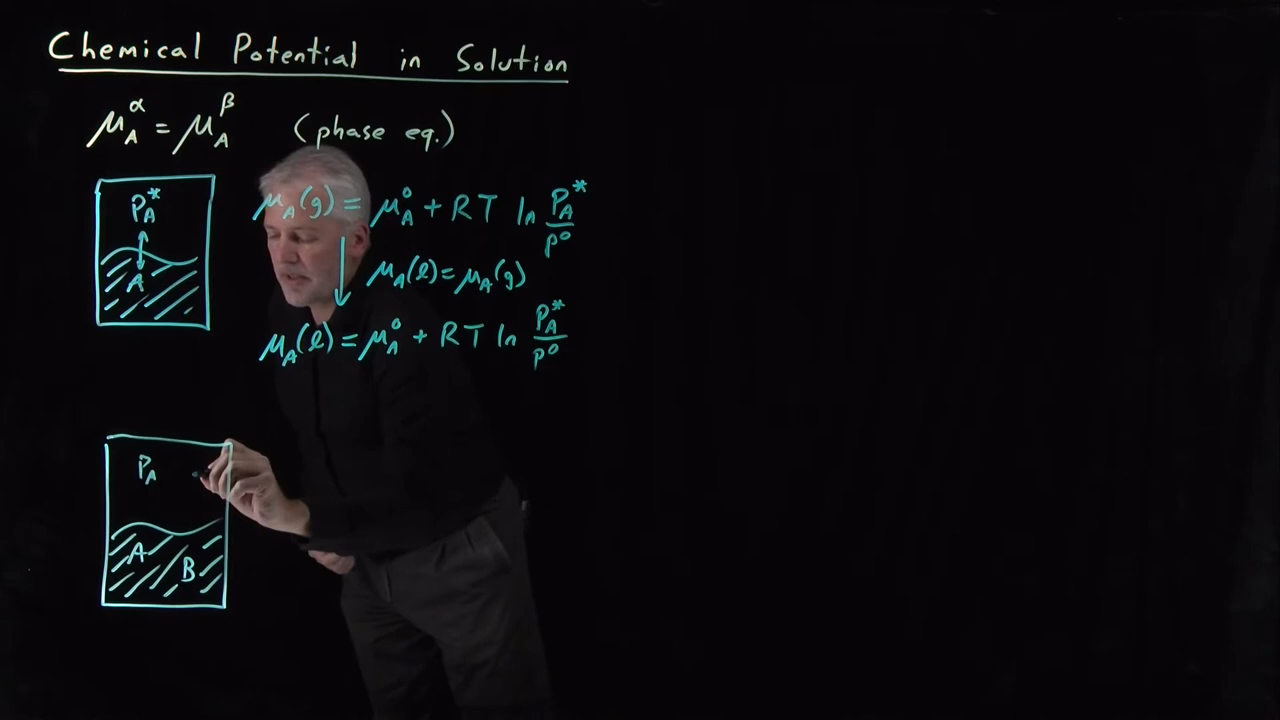 Chemical Potential in Solution
μ_A^α = μ_A^β (phase eq.)
P_A^*
A
μ_A(g) = μ_A^o + RT ln P_A^*/P^o
μ_A(l) = μ_A(g)
μ_A(l) = μ_A^o + RT ln P_A^*/P^o
P_A
A
B